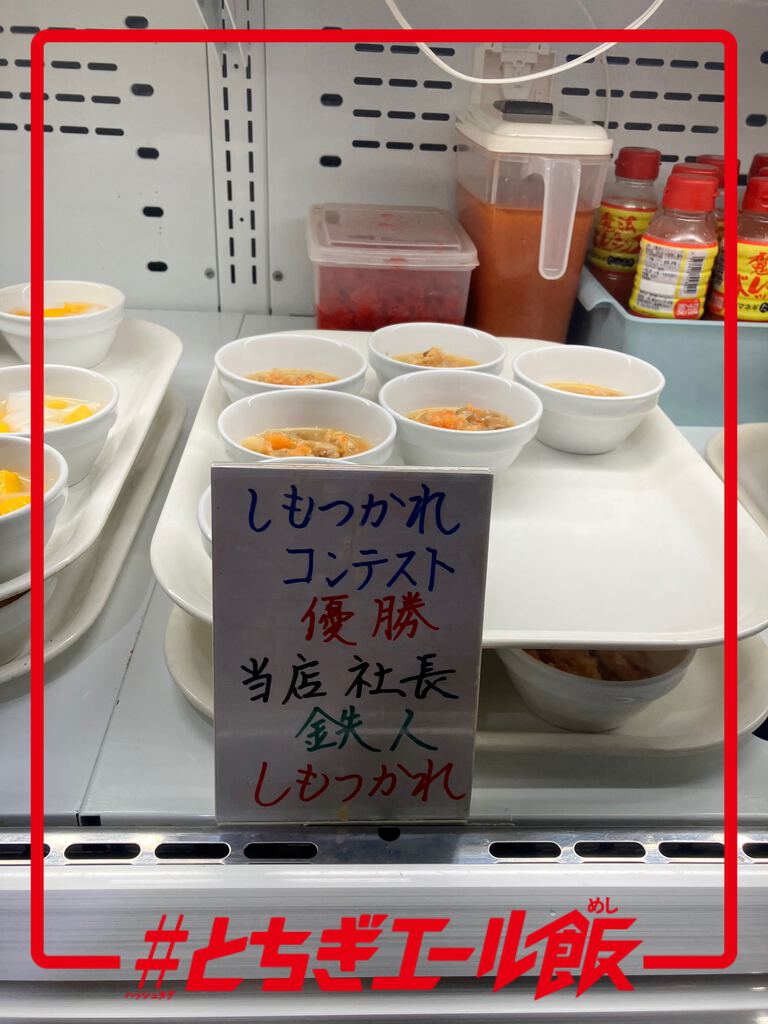 しもつかれ
コンテスト
優勝
当店 社長
鉄人
しもつかれ
めし
#とちぎエール飯
ハッシュタグ